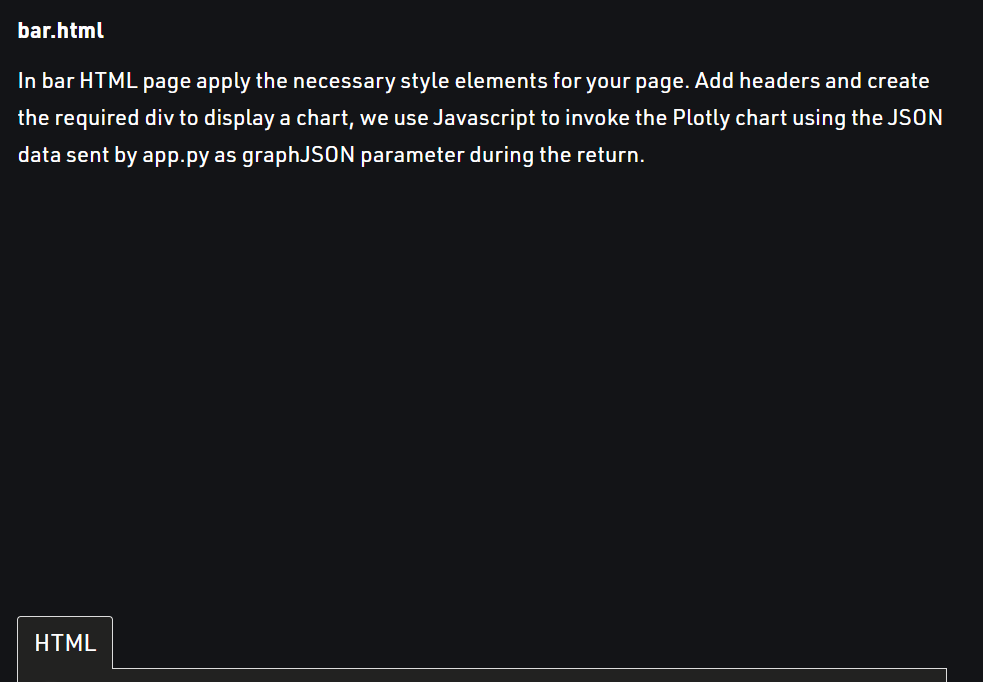 bar.html
In bar HTML page apply the necessary style elements for your page. Add headers and create
the required div to display a chart, we use Javascript to invoke the Plotly chart using the JSON
data sent by app.py as graphJSON parameter during the return.
HTML